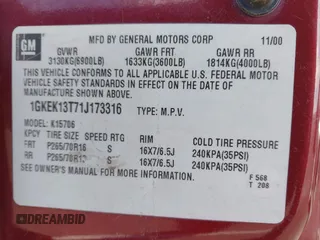 GM
MFD BY GENERAL MOTORS CORP 11/00
GVWR GAWR FRT GAWR RR
3130KG(6900LB) 1633KG(3600LB) 1814KG(4000LB)
THIS VEHICLE CONFORMS TO ALL APPLICABLE U.S. FEDERAL MOTOR
VEHICLE SAFETY STANDARDS IN EFFECT ON THE DATE OF
MANUFACTURE SHOWN ABOVE.
1GKEK13T71J173316 TYPE: M.P.V.
MODEL: K15706
KPCY TIRE SIZE SPEED RTG RIM COLD TIRE PRESSURE
FRT P265/70R16 S 16X7/6.5J 240KPA(35PSI)
RR P265/70R16 S 16X7/6.5J 240KPA(35PSI)
SEE OWNER'S MANUAL FOR MORE INFORMATION.
F 568
T 208
DREAMBID